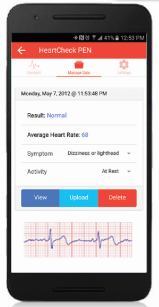 41% 12:53 PM
HeartCheck PEN
Manage Data
Settings
Monday, May 7, 2012 @ 11:53:48 PM
Result: Normal
Average Heart Rate: 68
Symptom Dizziness or lighthead
Activity At Rest
View Upload Delete